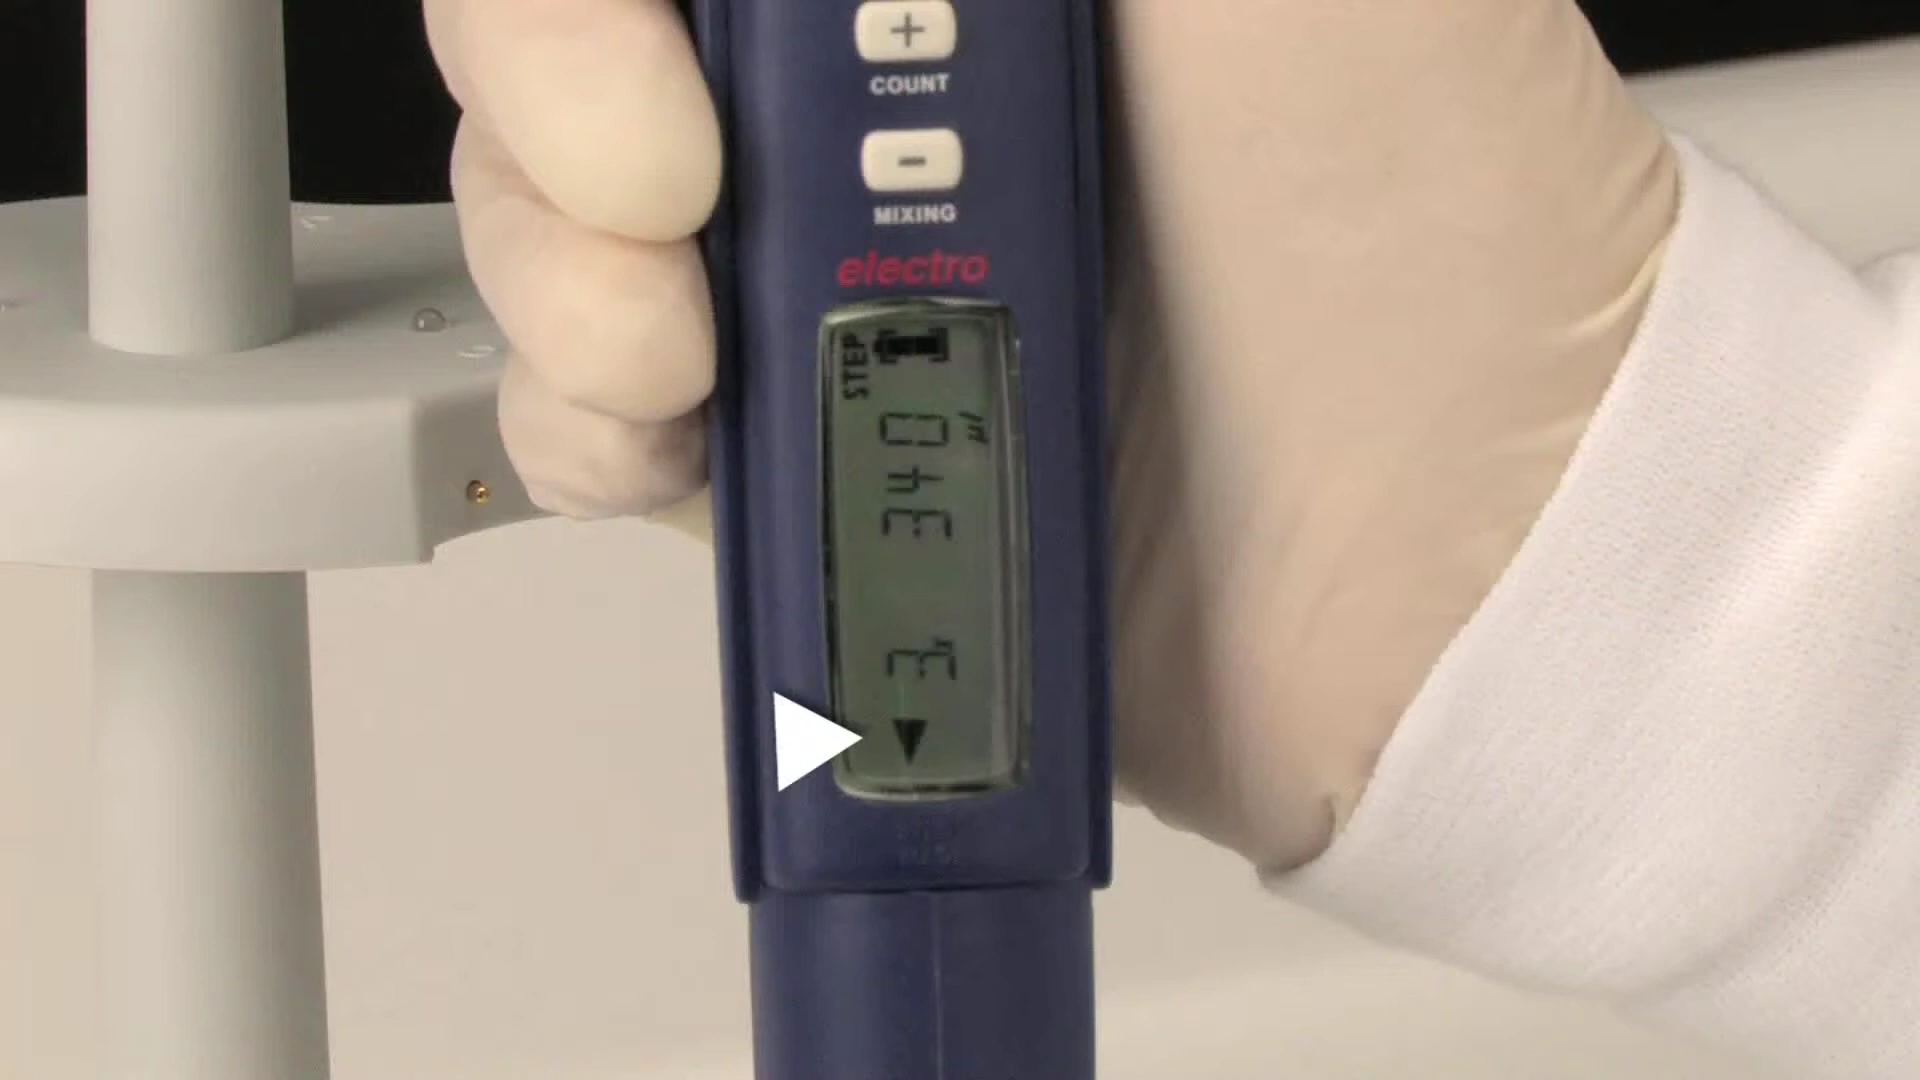 +
COUNT
-
MIXING
electro
STEP
340 µl
3